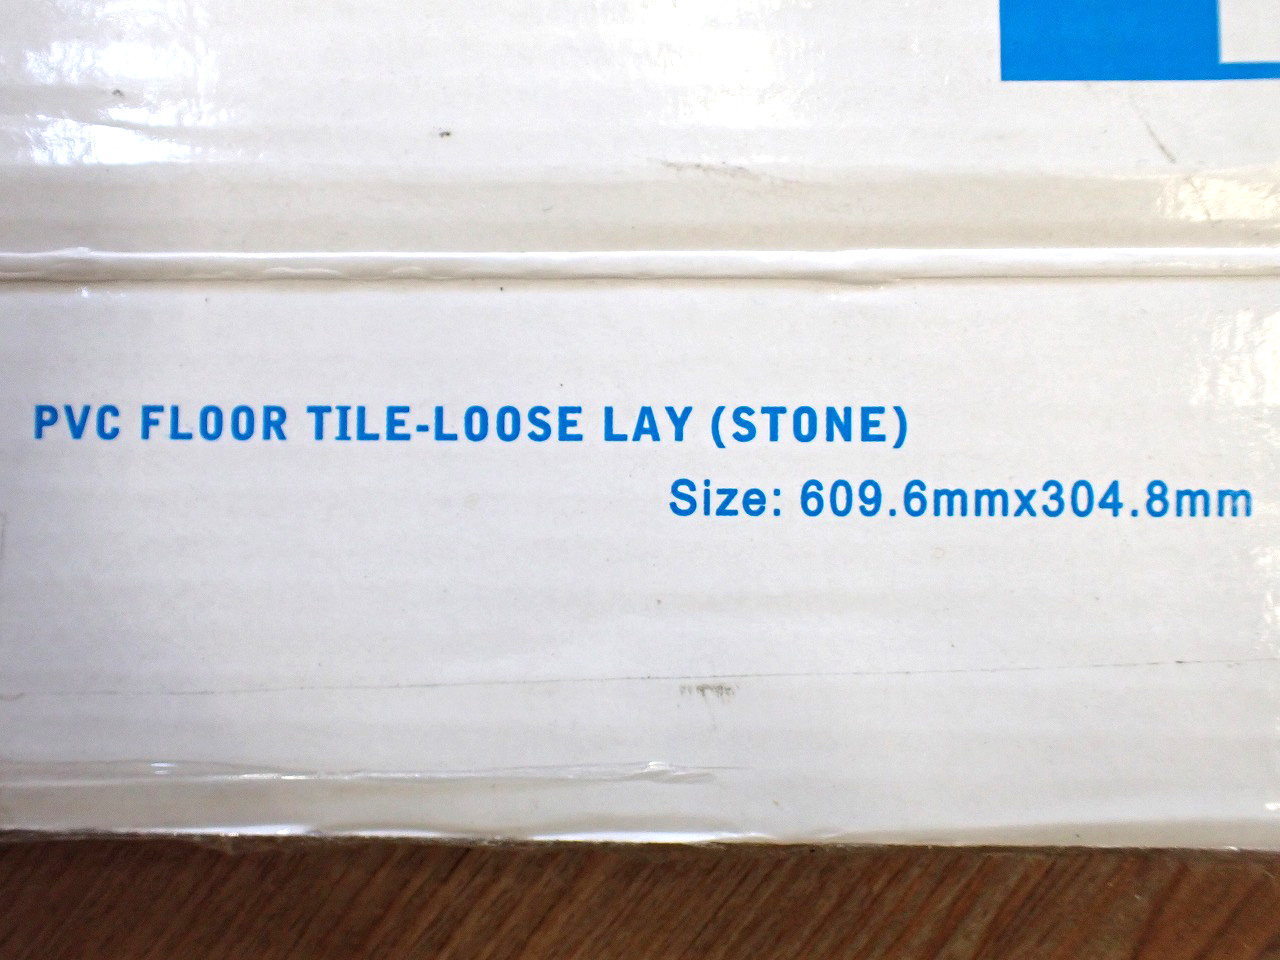 PVC FLOOR TILE-LOOSE LAY (STONE)
Size: 609.6mmx304.8mm